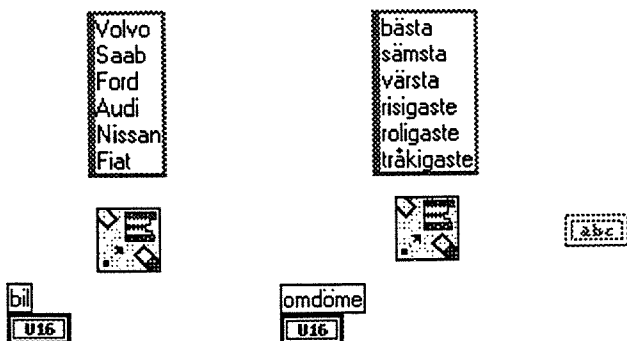 Volvo
Saab
Ford
Audi
Nissan
Fiat
bästa
sämsta
värsta
risigaste
roligaste
tråkigaste
abc
bil
U16
omdöme
U16